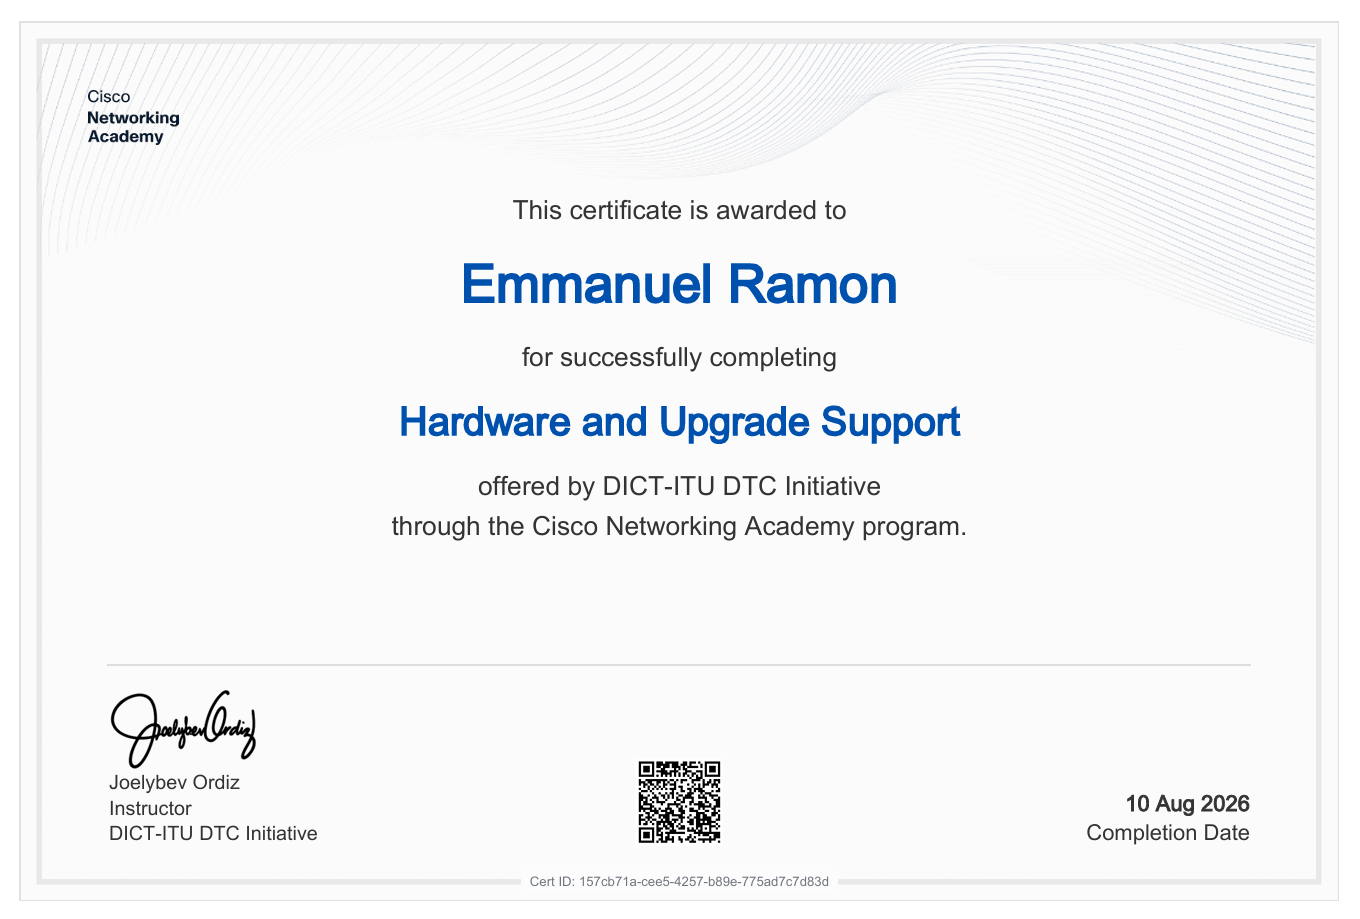 Cisco
Networking
Academy
This certificate is awarded to
Emmanuel Ramon
for successfully completing
Hardware and Upgrade Support
offered by DICT-ITU DTC Initiative
through the Cisco Networking Academy program.
Joelybev Ordiz
Joelybev Ordiz
Instructor
DICT-ITU DTC Initiative
10 Aug 2026
Completion Date
Cert ID: 157cb71a-cee5-4257-b89e-775ad7c7d83d